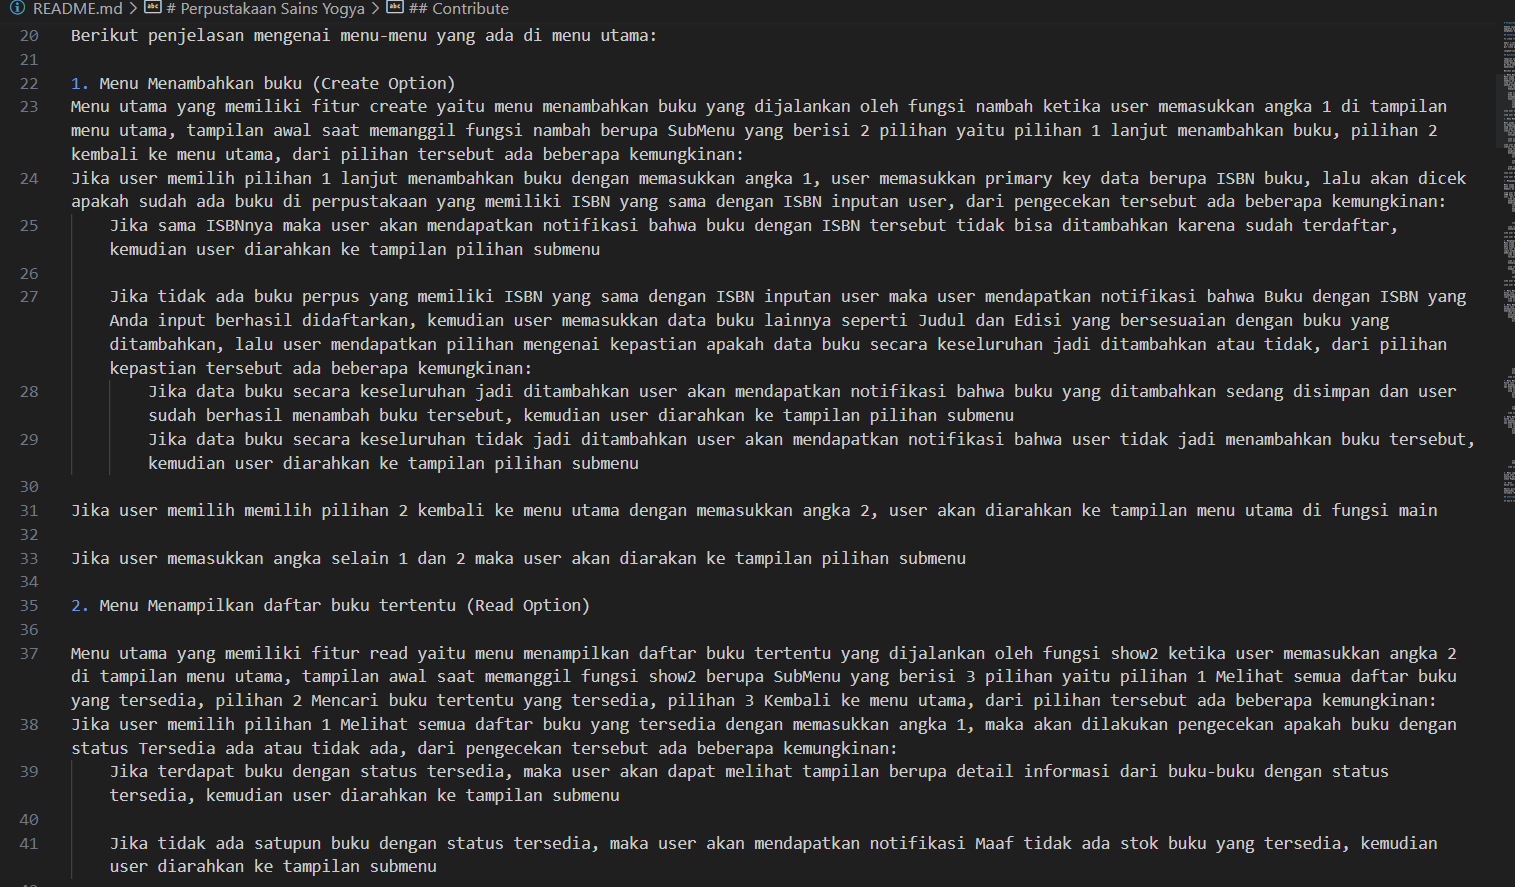 README.md > # Perpustakaan Sains Yogya > ## Contribute
20 Berikut penjelasan mengenai menu-menu yang ada di menu utama:
21
22 1. Menu Menambahkan buku (Create Option)
23 Menu utama yang memiliki fitur create yaitu menu menambahkan buku yang dijalankan oleh fungsi nambah ketika user memasukkan angka 1 di tampilan
menu utama, tampilan awal saat memanggil fungsi nambah berupa SubMenu yang berisi 2 pilihan yaitu pilihan 1 lanjut menambahkan buku, pilihan 2
kembali ke menu utama, dari pilihan tersebut ada beberapa kemungkinan:
24 Jika user memilih pilihan 1 lanjut menambahkan buku dengan memasukkan angka 1, user memasukkan primary key data berupa ISBN buku, lalu akan dicek
apakah sudah ada buku di perpustakaan yang memiliki ISBN yang sama dengan ISBN inputan user, dari pengecekan tersebut ada beberapa kemungkinan:
25 Jika sama ISBNnya maka user akan mendapatkan notifikasi bahwa buku dengan ISBN tersebut tidak bisa ditambahkan karena sudah terdaftar,
kemudian user diarahkan ke tampilan pilihan submenu
26
27 Jika tidak ada buku perpus yang memiliki ISBN yang sama dengan ISBN inputan user maka user mendapatkan notifikasi bahwa Buku dengan ISBN yang
Anda input berhasil didaftarkan, kemudian user memasukkan data buku lainnya seperti Judul dan Edisi yang bersesuaian dengan buku yang
ditambahkan, lalu user mendapatkan pilihan mengenai kepastian apakah data buku secara keseluruhan jadi ditambahkan atau tidak, dari pilihan
kepastian tersebut ada beberapa kemungkinan:
28 Jika data buku secara keseluruhan jadi ditambahkan user akan mendapatkan notifikasi bahwa buku yang ditambahkan sedang disimpan dan user
sudah berhasil menambah buku tersebut, kemudian user diarahkan ke tampilan pilihan submenu
29 Jika data buku secara keseluruhan tidak jadi ditambahkan user akan mendapatkan notifikasi bahwa user tidak jadi menambahkan buku tersebut,
kemudian user diarahkan ke tampilan pilihan submenu
30
31 Jika user memilih memilih pilihan 2 kembali ke menu utama dengan memasukkan angka 2, user akan diarahkan ke tampilan menu utama di fungsi main
32
33 Jika user memasukkan angka selain 1 dan 2 maka user akan diarakan ke tampilan pilihan submenu
34
35 2. Menu Menampilkan daftar buku tertentu (Read Option)
36
37 Menu utama yang memiliki fitur read yaitu menu menampilkan daftar buku tertentu yang dijalankan oleh fungsi show2 ketika user memasukkan angka 2
di tampilan menu utama, tampilan awal saat memanggil fungsi show2 berupa SubMenu yang berisi 3 pilihan yaitu pilihan 1 Melihat semua daftar buku
yang tersedia, pilihan 2 Mencari buku tertentu yang tersedia, pilihan 3 Kembali ke menu utama, dari pilihan tersebut ada beberapa kemungkinan:
38 Jika user memilih pilihan 1 Melihat semua daftar buku yang tersedia dengan memasukkan angka 1, maka akan dilakukan pengecekan apakah buku dengan
status Tersedia ada atau tidak ada, dari pengecekan tersebut ada beberapa kemungkinan:
39 Jika terdapat buku dengan status tersedia, maka user akan dapat melihat tampilan berupa detail informasi dari buku-buku dengan status
tersedia, kemudian user diarahkan ke tampilan submenu
40
41 Jika tidak ada satupun buku dengan status tersedia, maka user akan mendapatkan notifikasi Maaf tidak ada stok buku yang tersedia, kemudian
user diarahkan ke tampilan submenu